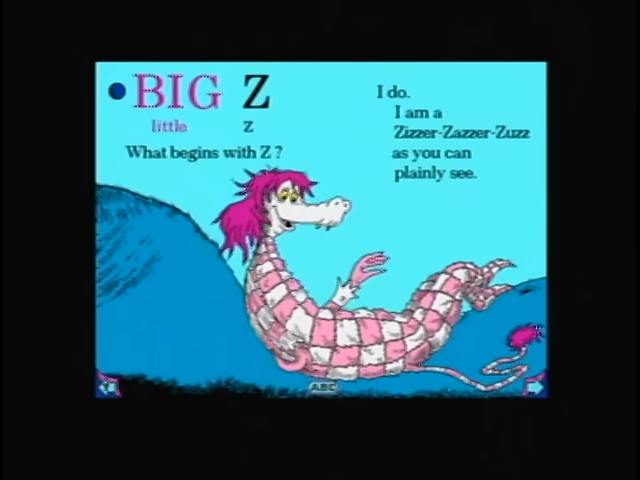 BIG Z
little z
What begins with Z?
I do.
I am a
Zizzer-Zazzer-Zuzz
as you can
plainly see.
ABC